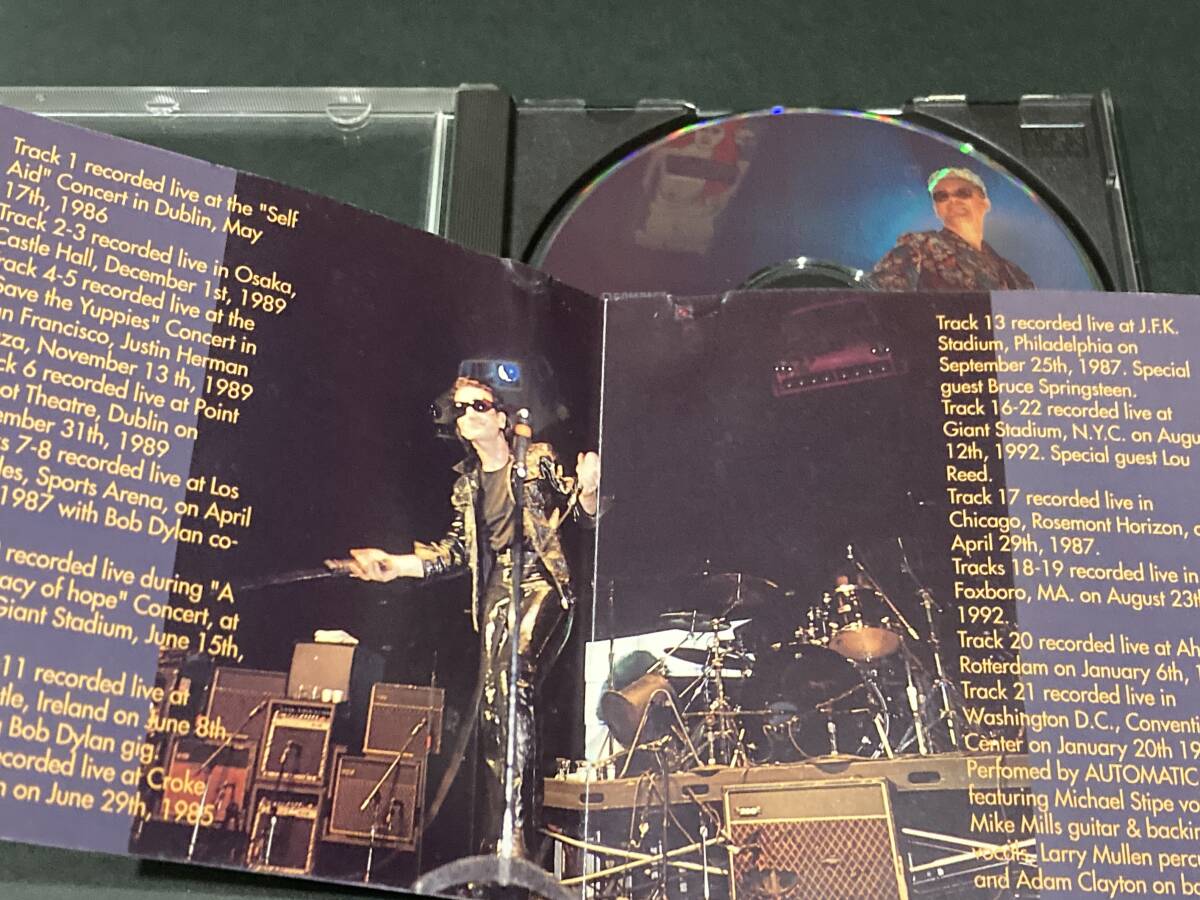 Track 1 recorded live at the "Self
Aid" Concert in Dublin, May
17th, 1986
Track 2-3 recorded live in Osaka,
Castle Hall, December 1st, 1989
rack 4-5 recorded live at the
Save the Yuppies" Concert in
n Francisco, Justin Herman
aza, November 13 th, 1989
ck 6 recorded live at Point
ot Theatre, Dublin on
ember 31th, 1989
s 7-8 recorded live at Los
les, Sports Arena, on April
1987 with Bob Dylan co-
recorded live during "A
acy of hope" Concert, at
Giant Stadium, June 15th,
-11 recorded live at
tle, Ireland on June 8th,
Bob Dylan gig,
ecorded live at Croke
n on June 29th, 1985
Track 13 recorded live at J.F.K.
Stadium, Philadelphia on
September 25th, 1987. Special
guest Bruce Springsteen.
Track 16-22 recorded live at
Giant Stadium, N.Y.C. on Augu
12th, 1992. Special guest Lou
Reed.
Track 17 recorded live in
Chicago, Rosemont Horizon, o
April 29th, 1987.
Tracks 18-19 recorded live in
Foxboro, MA. on August 23th
1992.
Track 20 recorded live at Ah
Rotterdam on January 6th,
Track 21 recorded live in
Washington D.C., Conventi
Center on January 20th 19
Perfomed by AUTOMATIC
featuring Michael Stipe vo
Mike Mills guitar & backin
vocals, Larry Mullen perc
and Adam Clayton on ba